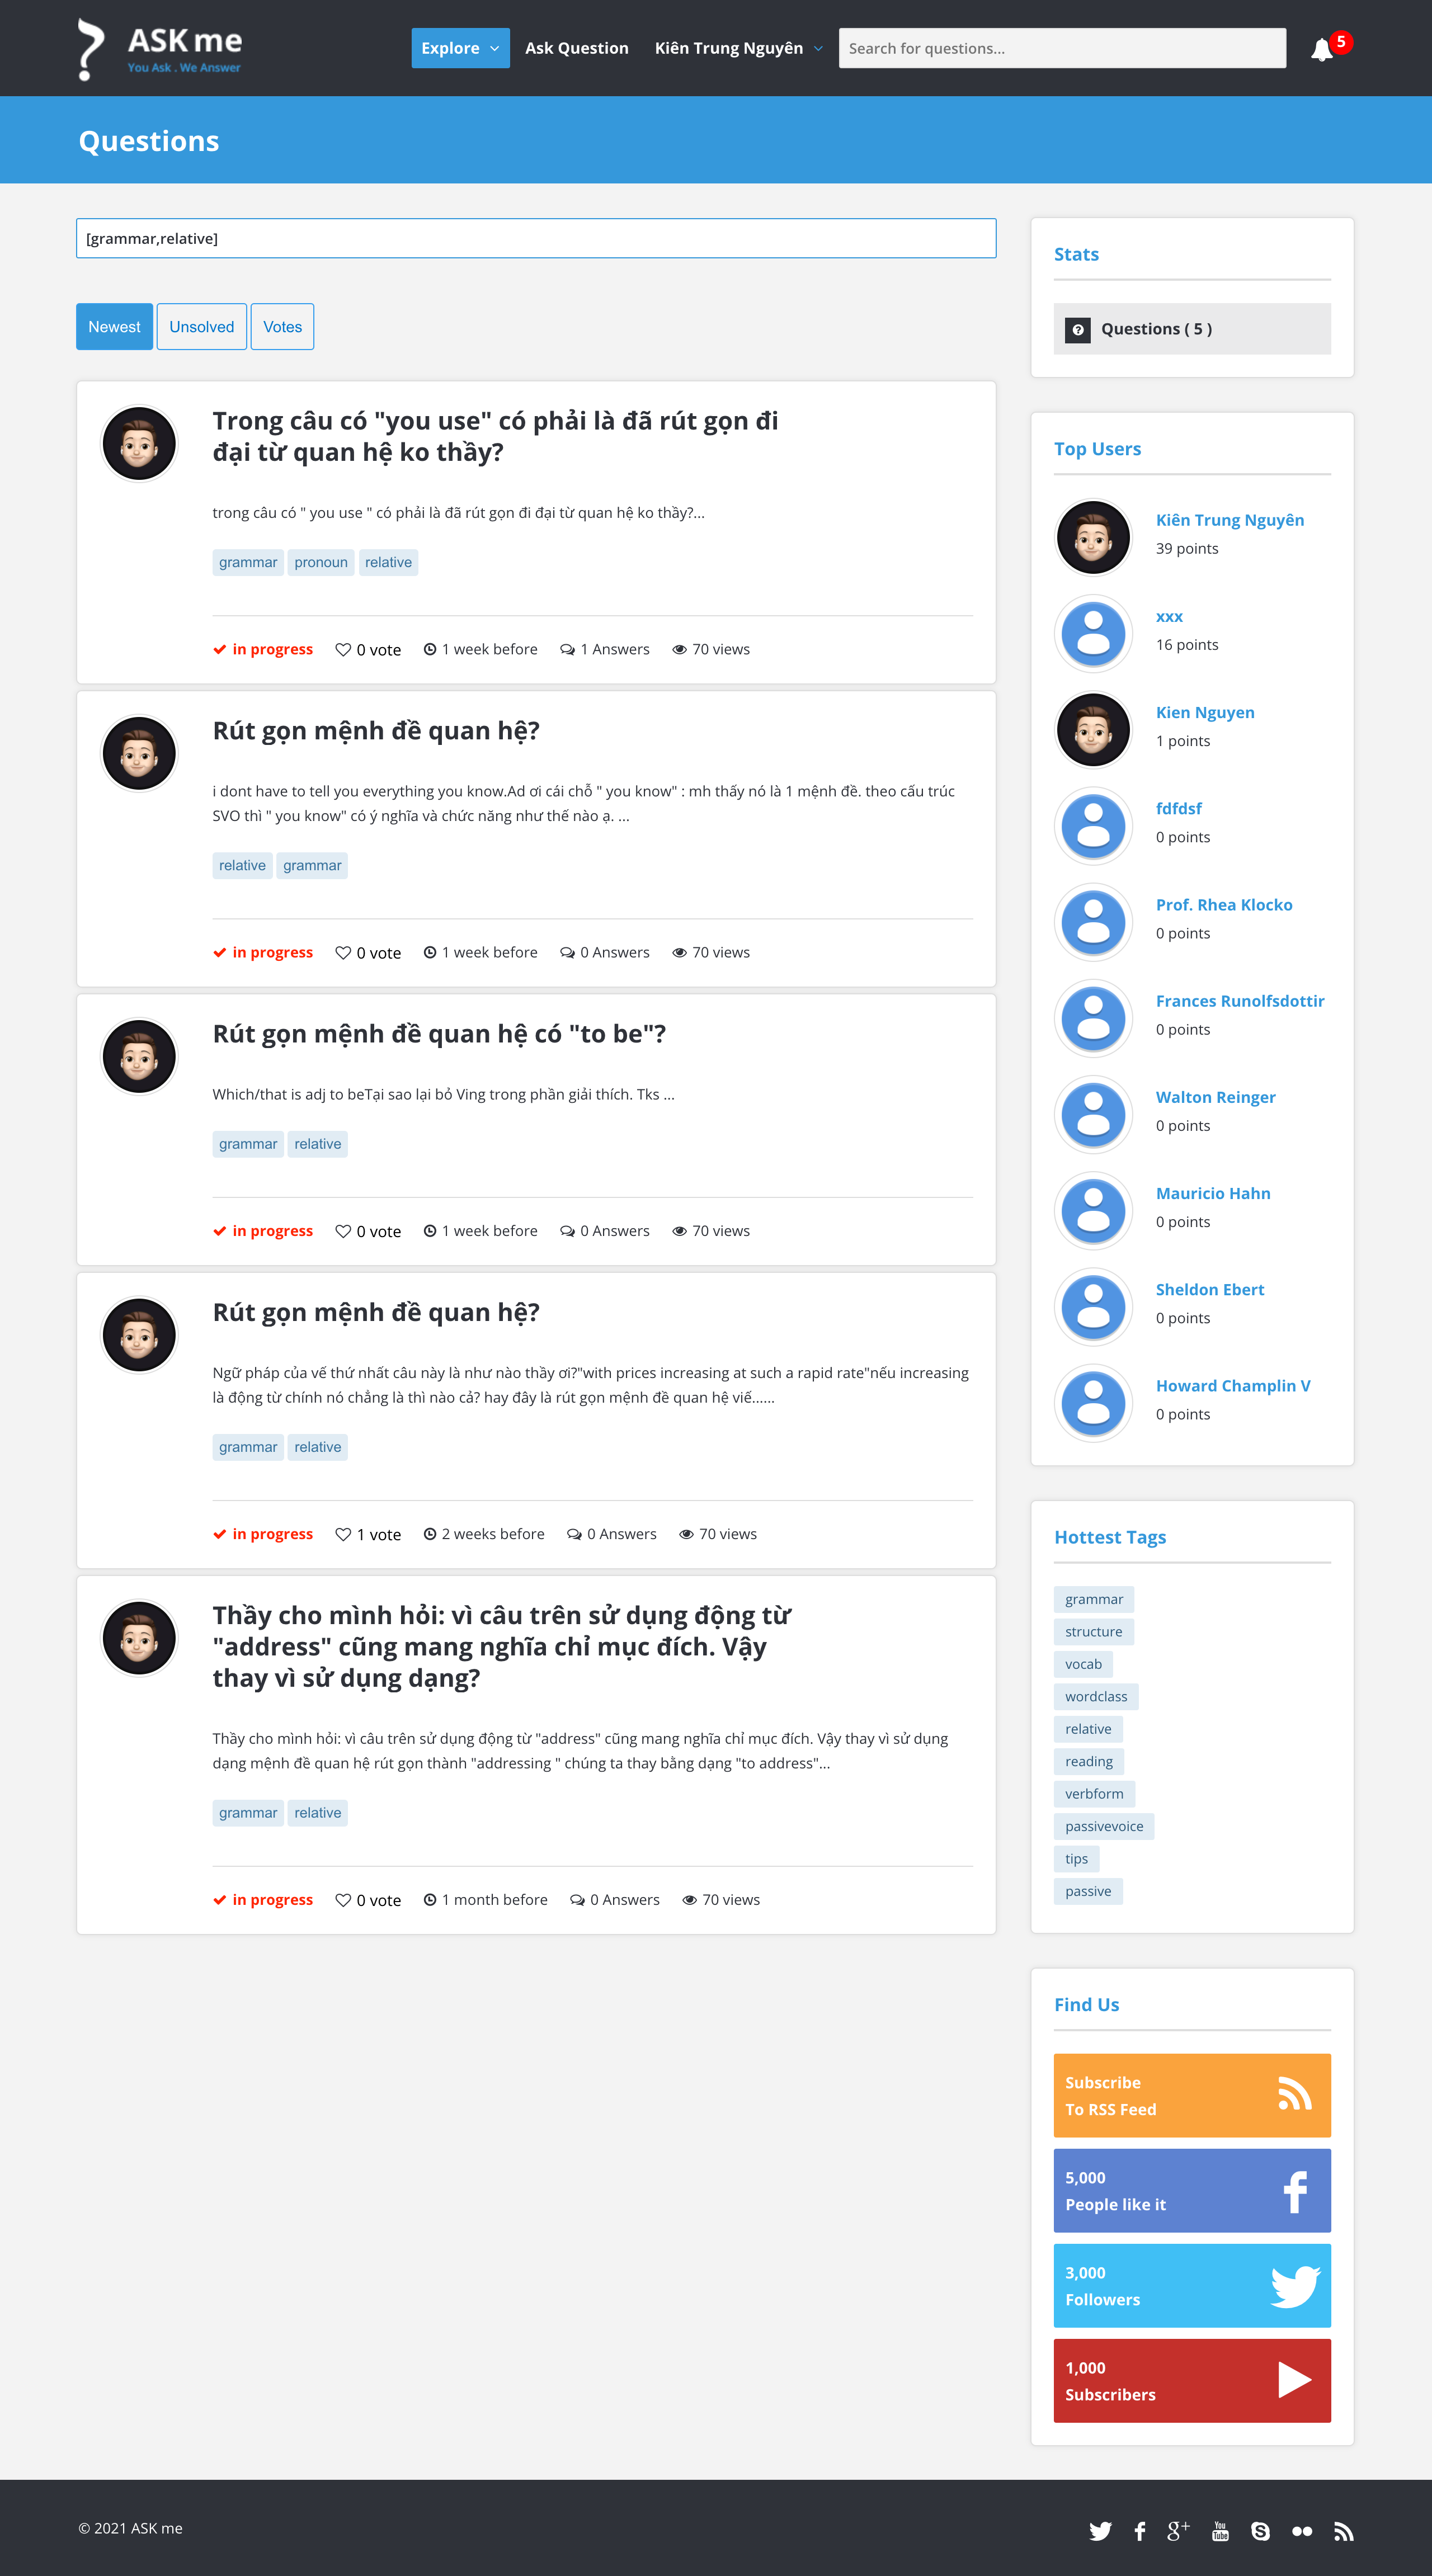 ASK me
You Ask . We Answer
Explore
Ask Question
Kiên Trung Nguyên
Search for questions...
5
Questions
[grammar,relative]
Newest
Unsolved
Votes
Trong câu có "you use" có phải là đã rút gọn đi
đại từ quan hệ ko thầy?
trong câu có " you use " có phải là đã rút gọn đi đại từ quan hệ ko thầy?...
grammar pronoun relative
in progress 0 vote 1 week before 1 Answers 70 views
Rút gọn mệnh đề quan hệ?
i dont have to tell you everything you know.Ad ơi cái chỗ " you know" : mh thấy nó là 1 mệnh đề. theo cấu trúc
SVO thì " you know" có ý nghĩa và chức năng như thế nào ạ. ...
relative grammar
in progress 0 vote 1 week before 0 Answers 70 views
Rút gọn mệnh đề quan hệ có "to be"?
Which/that is adj to beTại sao lại bỏ Ving trong phần giải thích. Tks ...
grammar relative
in progress 0 vote 1 week before 0 Answers 70 views
Rút gọn mệnh đề quan hệ?
Ngữ pháp của vế thứ nhất câu này là như nào thầy ơi?"with prices increasing at such a rapid rate"nếu increasing
là động từ chính nó chẳng là thì nào cả? hay đây là rút gọn mệnh đề quan hệ viế......
grammar relative
in progress 1 vote 2 weeks before 0 Answers 70 views
Thầy cho mình hỏi: vì câu trên sử dụng động từ
"address" cũng mang nghĩa chỉ mục đích. Vậy
thay vì sử dụng dạng?
Thầy cho mình hỏi: vì câu trên sử dụng động từ "address" cũng mang nghĩa chỉ mục đích. Vậy thay vì sử dụng
dạng mệnh đề quan hệ rút gọn thành "addressing " chúng ta thay bằng dạng "to address"...
grammar relative
in progress 0 vote 1 month before 0 Answers 70 views
Stats
Questions ( 5 )
Top Users
Kiên Trung Nguyên
39 points
xxx
16 points
Kien Nguyen
1 points
fdfdsf
0 points
Prof. Rhea Klocko
0 points
Frances Runolfsdottir
0 points
Walton Reinger
0 points
Mauricio Hahn
0 points
Sheldon Ebert
0 points
Howard Champlin V
0 points
Hottest Tags
grammar
structure
vocab
wordclass
relative
reading
verbform
passivevoice
tips
passive
Find Us
Subscribe
To RSS Feed
5,000
People like it
3,000
Followers
1,000
Subscribers
© 2021 ASK me
g+
You
Tube